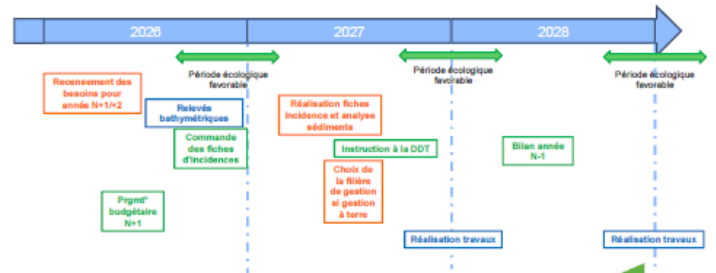 2026
2027
2028
Période écologique
favorable
Période écologique
favorable
Période écologique
favorable
Recensement des
besoins pour
année N+1/+2
Relevés
bathymétriques
Commande
des fiches
d'incidences
Prgmt°
budgétaire
N+1
Réalisation fiches
incidence et analyse
sédiments
Instruction à la DDT
Choix de
la filière
de gestion
si gestion
à terre
Bilan année
N-1
Réalisation travaux
Réalisation travaux